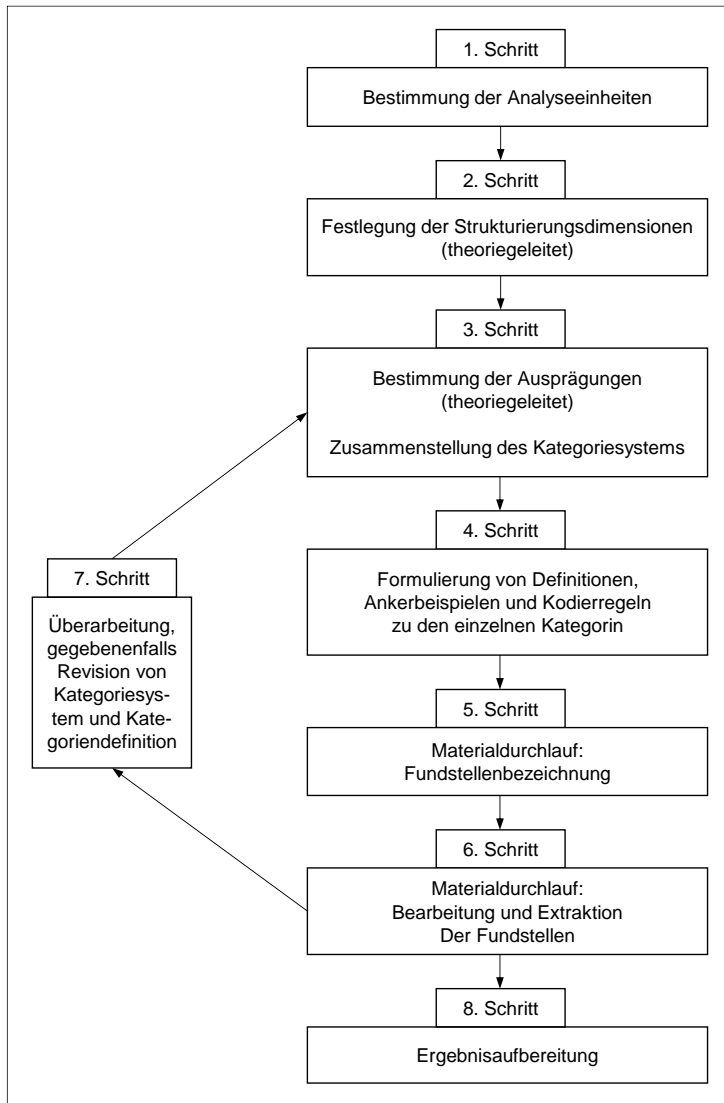 1. Schritt
Bestimmung der Analyseeinheiten
2. Schritt
Festlegung der Strukturierungsdimensionen
(theoriegeleitet)
3. Schritt
Bestimmung der Ausprägungen
(theoriegeleitet)
Zusammenstellung des Kategoriesystems
4. Schritt
Formulierung von Definitionen,
Ankerbeispielen und Kodierregeln
zu den einzelnen Kategorin
5. Schritt
Materialdurchlauf:
Fundstellenbezeichnung
6. Schritt
Materialdurchlauf:
Bearbeitung und Extraktion
Der Fundstellen
7. Schritt
Überarbeitung,
gegebenenfalls
Revision von
Kategoriesys-
tem und Kate-
goriendefinition
8. Schritt
Ergebnisaufbereitung